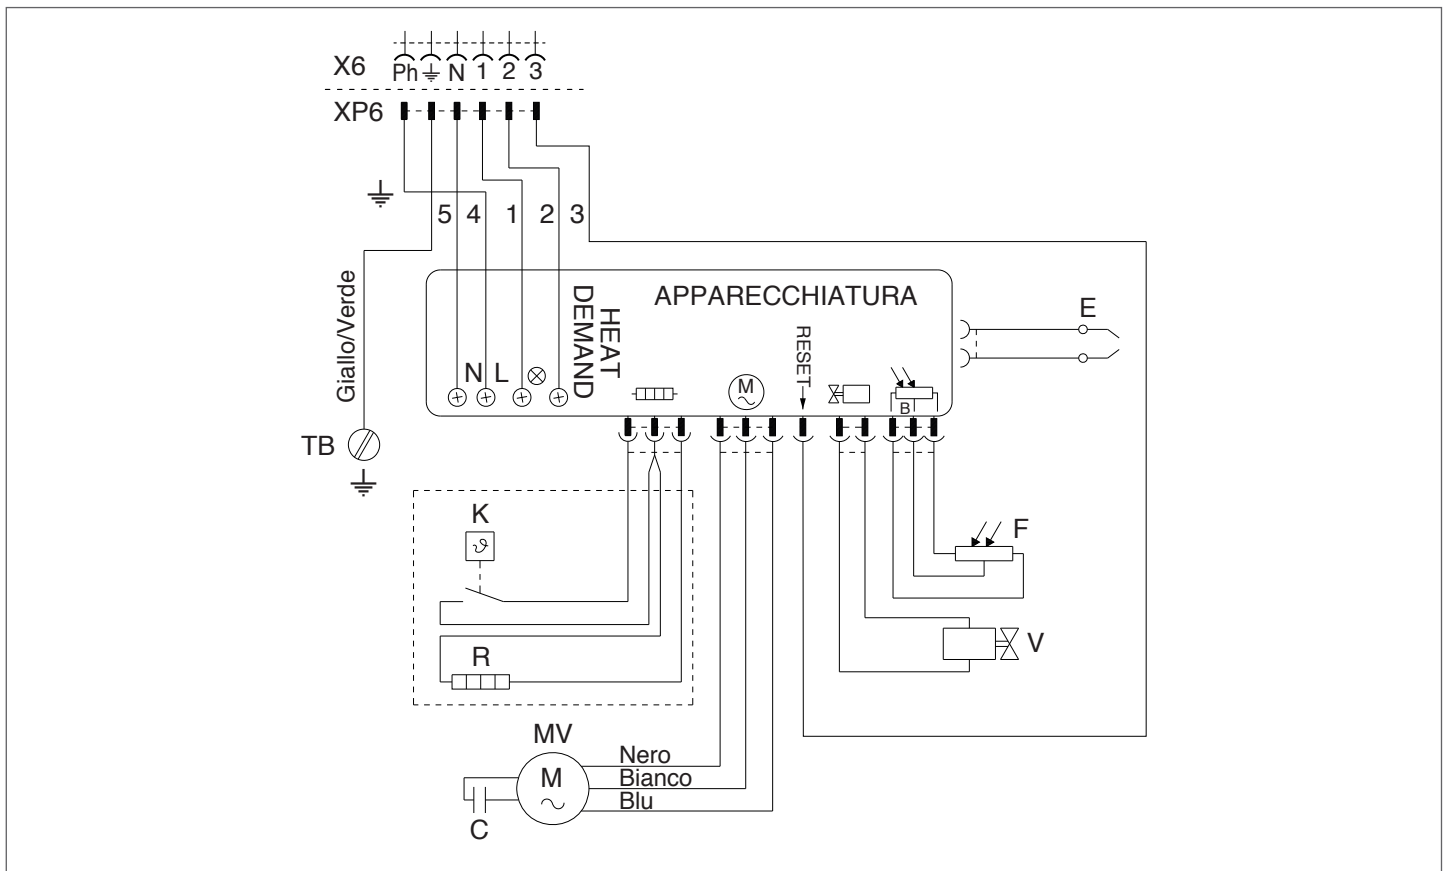 X6 Ph N 1 2 3
XP6
5 4 1 2 3
Giallo/Verde
TB
APPARECCHIATURA
HEAT
DEMAND
RESET
N L
M
B
E
K
R
F
V
MV
M
C
Nero
Bianco
Blu